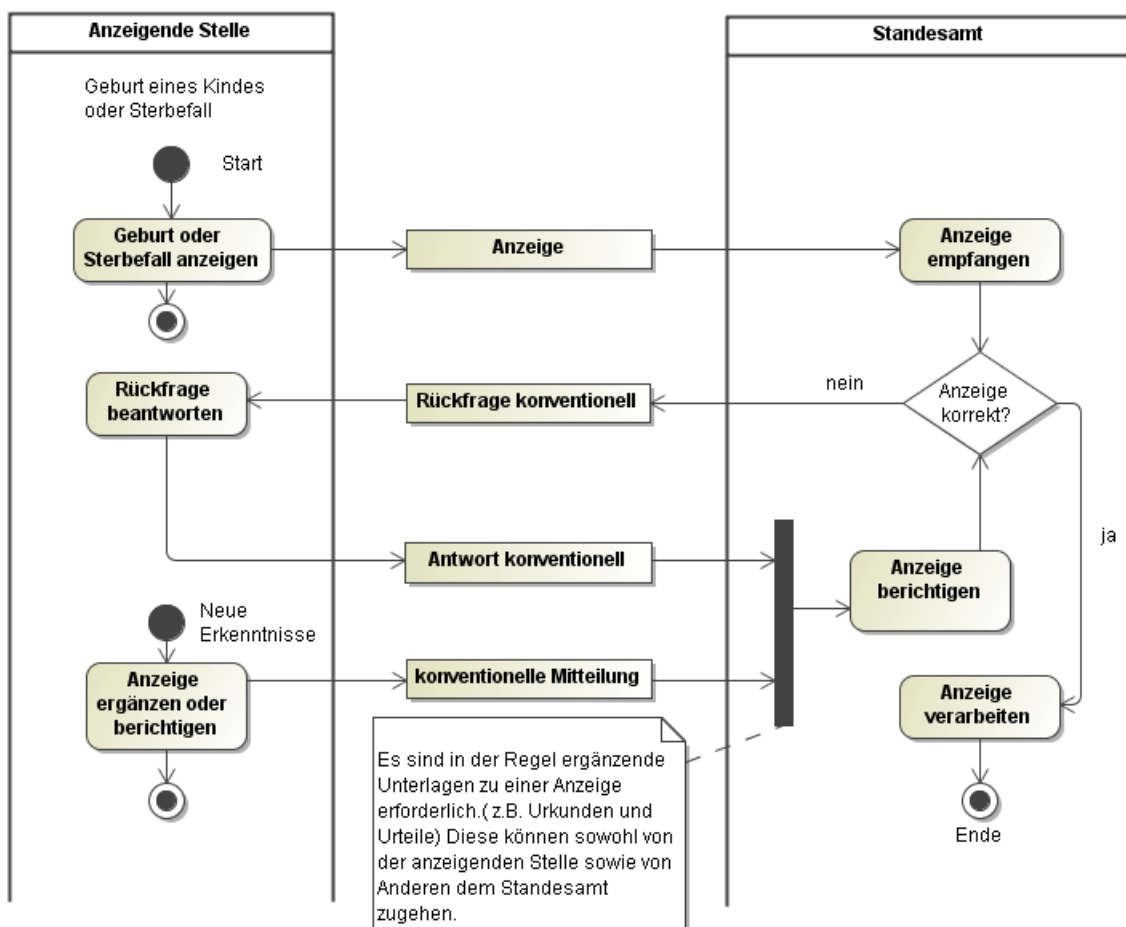 Anzeigende Stelle
Standesamt
Geburt eines Kindes
oder Sterbefall
Start
Geburt oder
Sterbefall anzeigen
Anzeige
Anzeige
empfangen
Rückfrage
beantworten
Rückfrage konventionell
nein
Anzeige
korrekt?
ja
Antwort konventionell
Anzeige
berichtigen
Neue
Erkenntnisse
Anzeige
ergänzen oder
berichtigen
konventionelle Mitteilung
Anzeige
verarbeiten
Ende
Es sind in der Regel ergänzende
Unterlagen zu einer Anzeige
erforderlich.( z.B. Urkunden und
Urteile) Diese können sowohl von
der anzeigenden Stelle sowie von
Anderen dem Standesamt
zugehen.